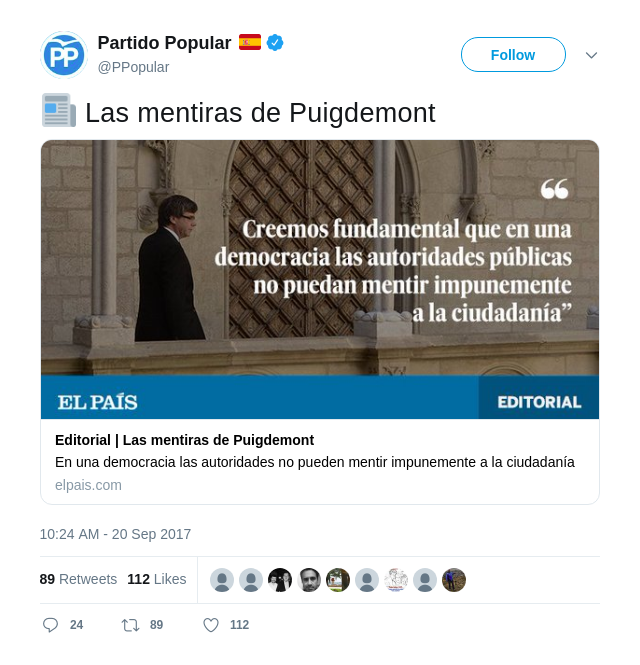 Partido Popular
@PPopular
Follow
PP
Las mentiras de Puigdemont
“
Creemos fundamental que en una
democracia las autoridades públicas
no puedan mentir impunemente
a la ciudadanía”
EL PAÍS
EDITORIAL
Editorial | Las mentiras de Puigdemont
En una democracia las autoridades no pueden mentir impunemente a la ciudadanía
elpais.com
10:24 AM - 20 Sep 2017
89 Retweets 112 Likes
24 89 112